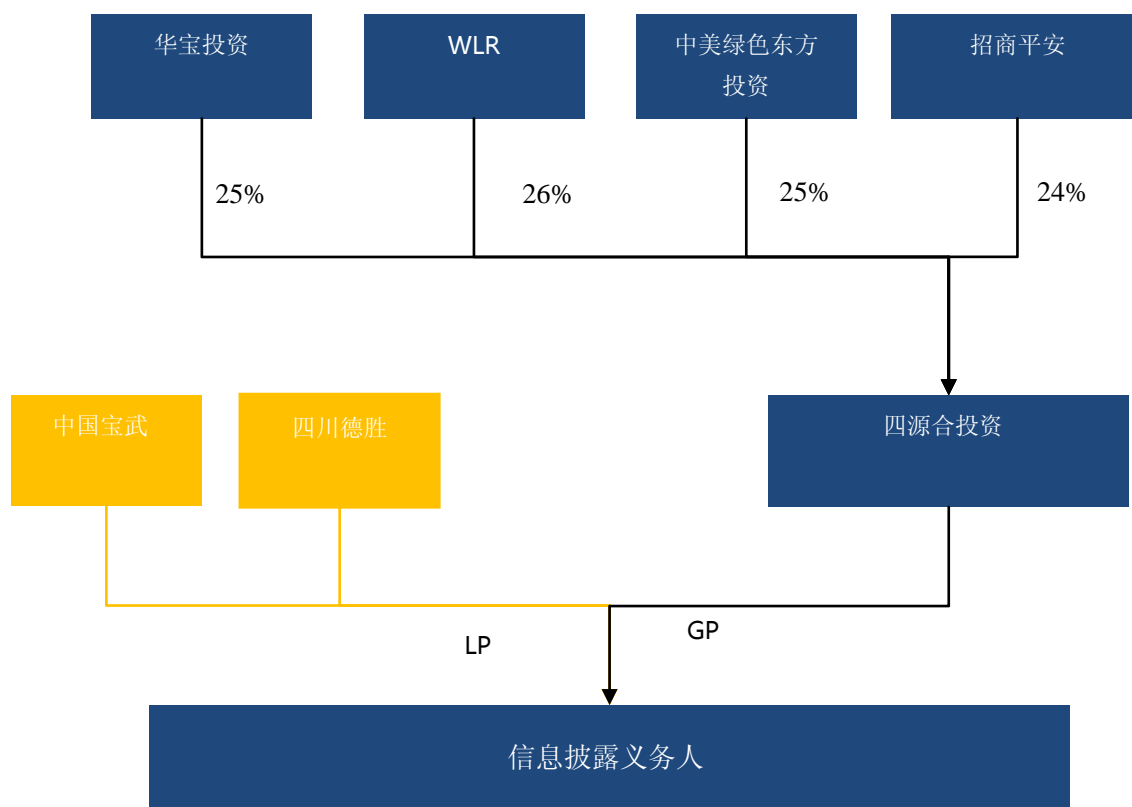 华宝投资
WLR
中美绿色东方
投资
招商平安
25%
26%
25%
24%
中国宝武
四川德胜
四源合投资
LP
GP
信息披露义务人